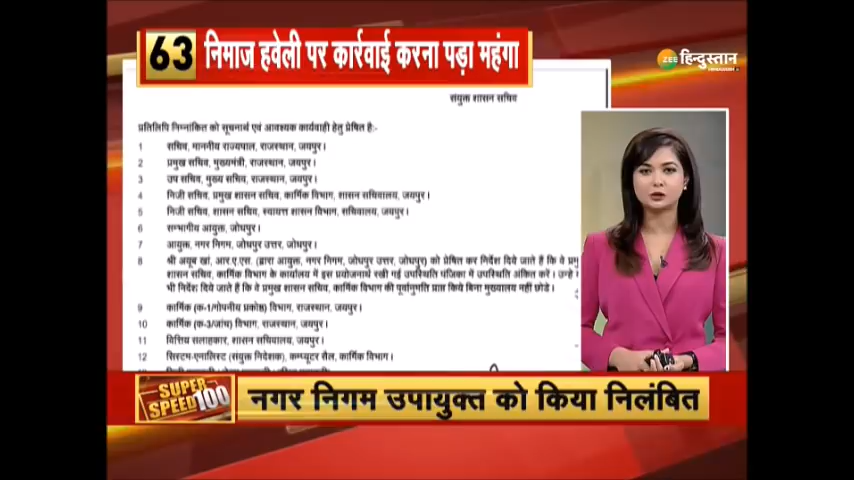 63 निमाज हवेली पर कार्रवाई करना पड़ा महंगा
ZEE हिन्दुस्तान
संयुक्त शासन सचिव
प्रतिलिपि निम्नांकित को सूचनार्थ एवं आवश्यक कार्यवाही हेतु प्रेषित है:-
1 सचिव, माननीय राज्यपाल, राजस्थान, जयपुर।
2 प्रमुख सचिव, मुख्यमंत्री, राजस्थान, जयपुर।
3 उप सचिव, मुख्य सचिव, राजस्थान, जयपुर।
4 निजी सचिव, प्रमुख शासन सचिव, कार्मिक विभाग, शासन सचिवालय, जयपुर।
5 निजी सचिव, शासन सचिव, स्वायत्त शासन विभाग, सचिवालय, जयपुर।
6 सम्भागीय आयुक्त, जोधपुर।
7 आयुक्त, नगर निगम, जोधपुर उत्तर, जोधपुर।
8 श्री अयूब खां, आर.ए.एस. (द्वारा आयुक्त, नगर निगम, जोधपुर उत्तर, जोधपुर) को प्रेषित कर निर्देश दिये जाते हैं कि वे प्रमु
शासन सचिव, कार्मिक विभाग के कार्यालय में इस प्रयोजनार्थ रखी गई उपस्थिति पंजिका में उपस्थिति अंकित करें। उन्हे
भी निर्देश दिये जाते हैं कि वे प्रमुख शासन सचिव, कार्मिक विभाग की पूर्वानुमति प्राप्त किये बिना मुख्यालय नहीं छोडे।
9 कार्मिक (क-1/गोपनीय प्रकोष्ठ) विभाग, राजस्थान, जयपुर।
10 कार्मिक (क-3/जांच) विभाग, राजस्थान, जयपुर।
11 वित्तिय सलाहकार, शासन सचिवालय, जयपुर।
12 सिस्टम-एनालिस्ट (संयुक्त निदेशक), कम्प्यूटर सैल, कार्मिक विभाग।
SUPER
SPEED 100
नगर निगम उपायुक्त को किया निलंबित